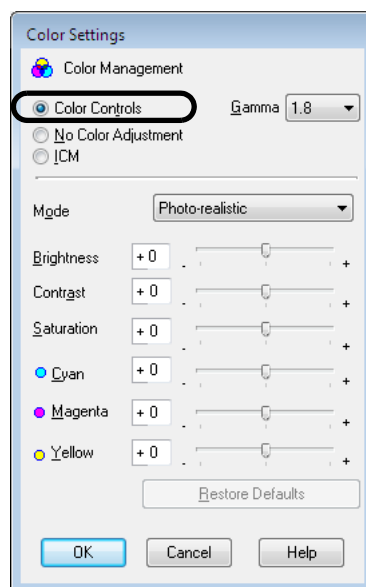 Color Settings
Color Management
Color Controls Gamma 1.8
No Color Adjustment
ICM
Mode Photo-realistic
Brightness + 0 - +
Contrast + 0 - +
Saturation + 0 - +
Cyan + 0 - +
Magenta + 0 - +
Yellow + 0 - +
Restore Defaults
OK Cancel Help